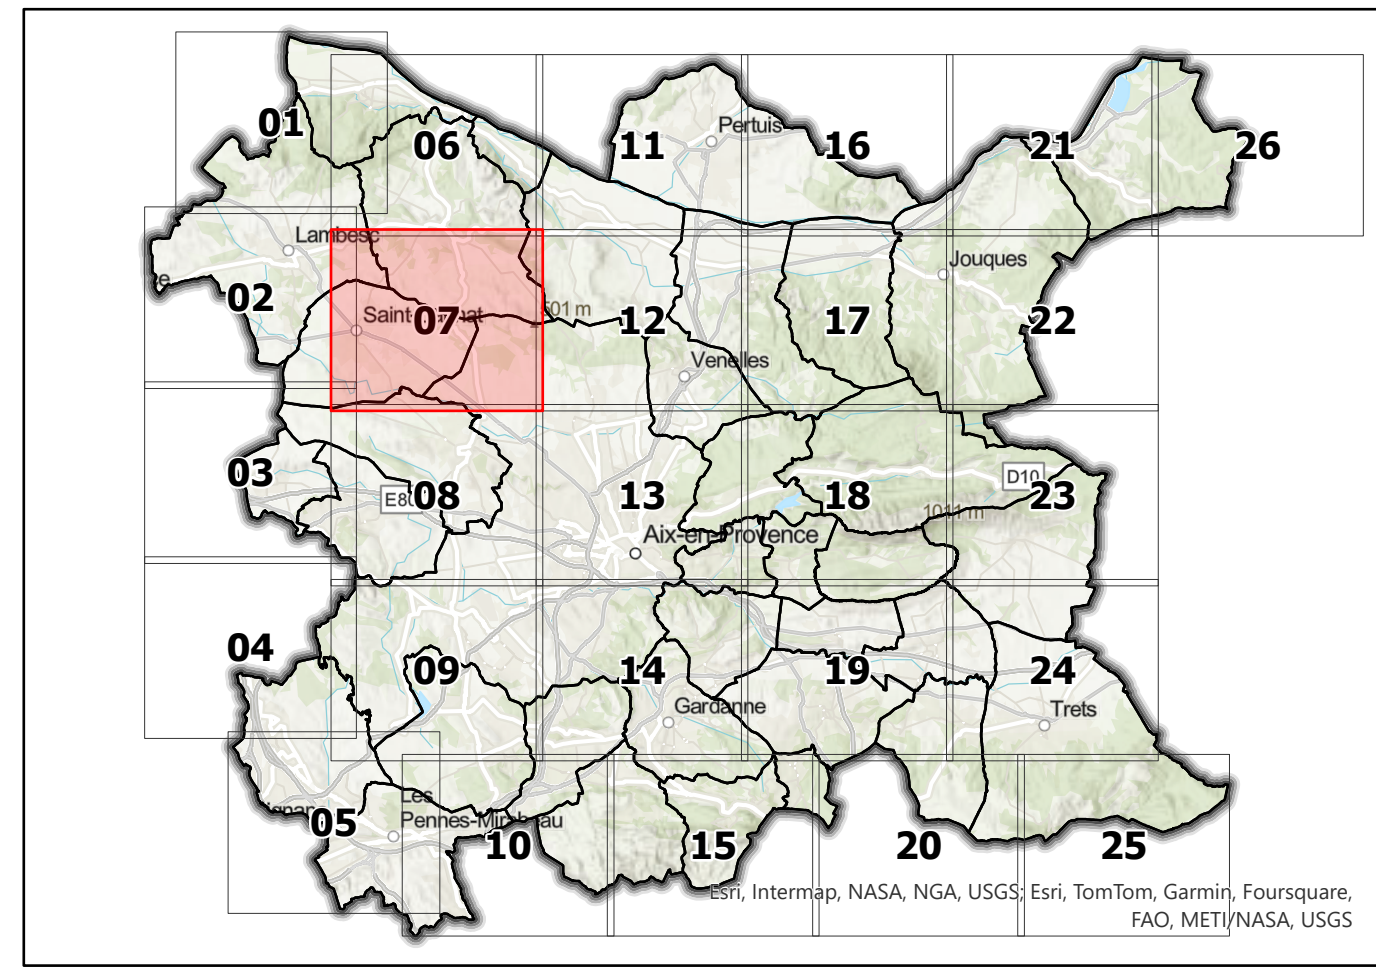 01
06
11
Pertuis
16
21
26
Lambesc
02
07
501 m
12
17
Jouques
22
Venelles
03
E80
08
13
18
D10
23
1011 m
Aix-en-Provence
04
09
14
19
24
Gardanne
Trets
05
Les
Pennes-Mirabeau
10
15
20
25
Esri, Intermap, NASA, NGA, USGS; Esri, TomTom, Garmin, Foursquare,
FAO, METI/NASA, USGS